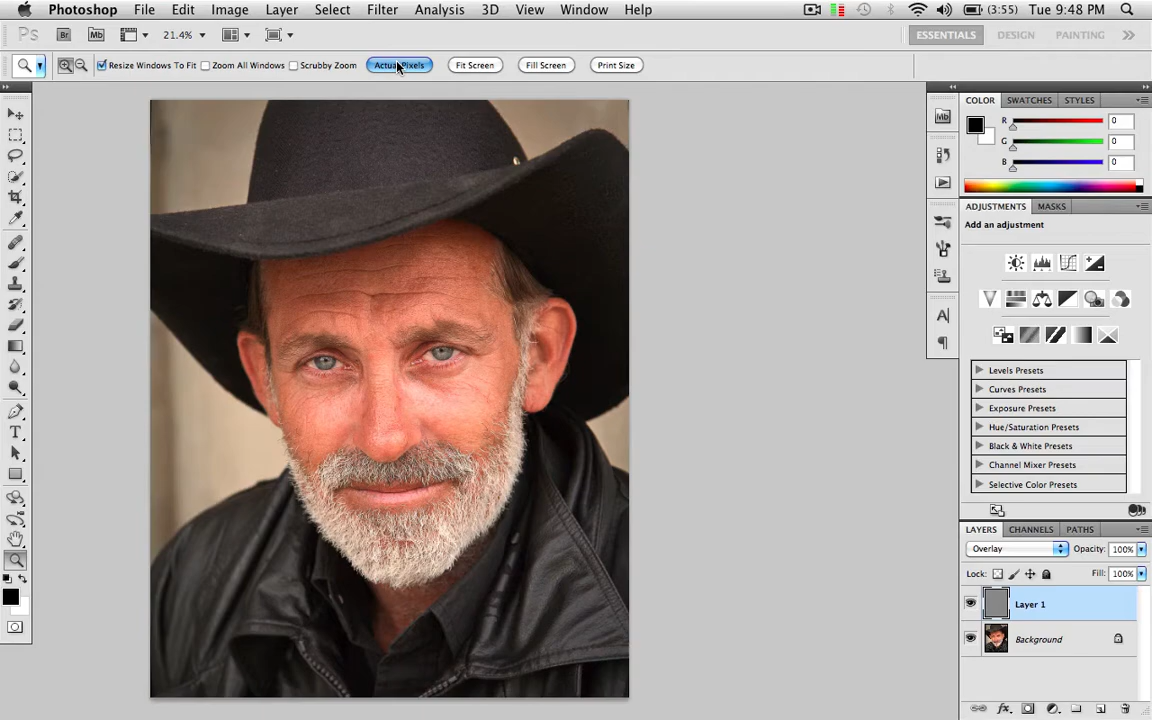 Photoshop File Edit Image Layer Select Filter Analysis 3D View Window Help (3:55) Tue 9:48 PM
Ps Br Mb 21.4% ESSENTIALS DESIGN PAINTING
Resize Windows To Fit Zoom All Windows Scrubby Zoom Actual Pixels Fit Screen Fill Screen Print Size
COLOR SWATCHES STYLES
Mb
R 0
G 0
B 0
ADJUSTMENTS MASKS
Add an adjustment
A
Levels Presets
Curves Presets
Exposure Presets
Hue/Saturation Presets
Black & White Presets
Channel Mixer Presets
Selective Color Presets
LAYERS CHANNELS PATHS
Overlay Opacity: 100%
Lock: Fill: 100%
Layer 1
Background
T
fx